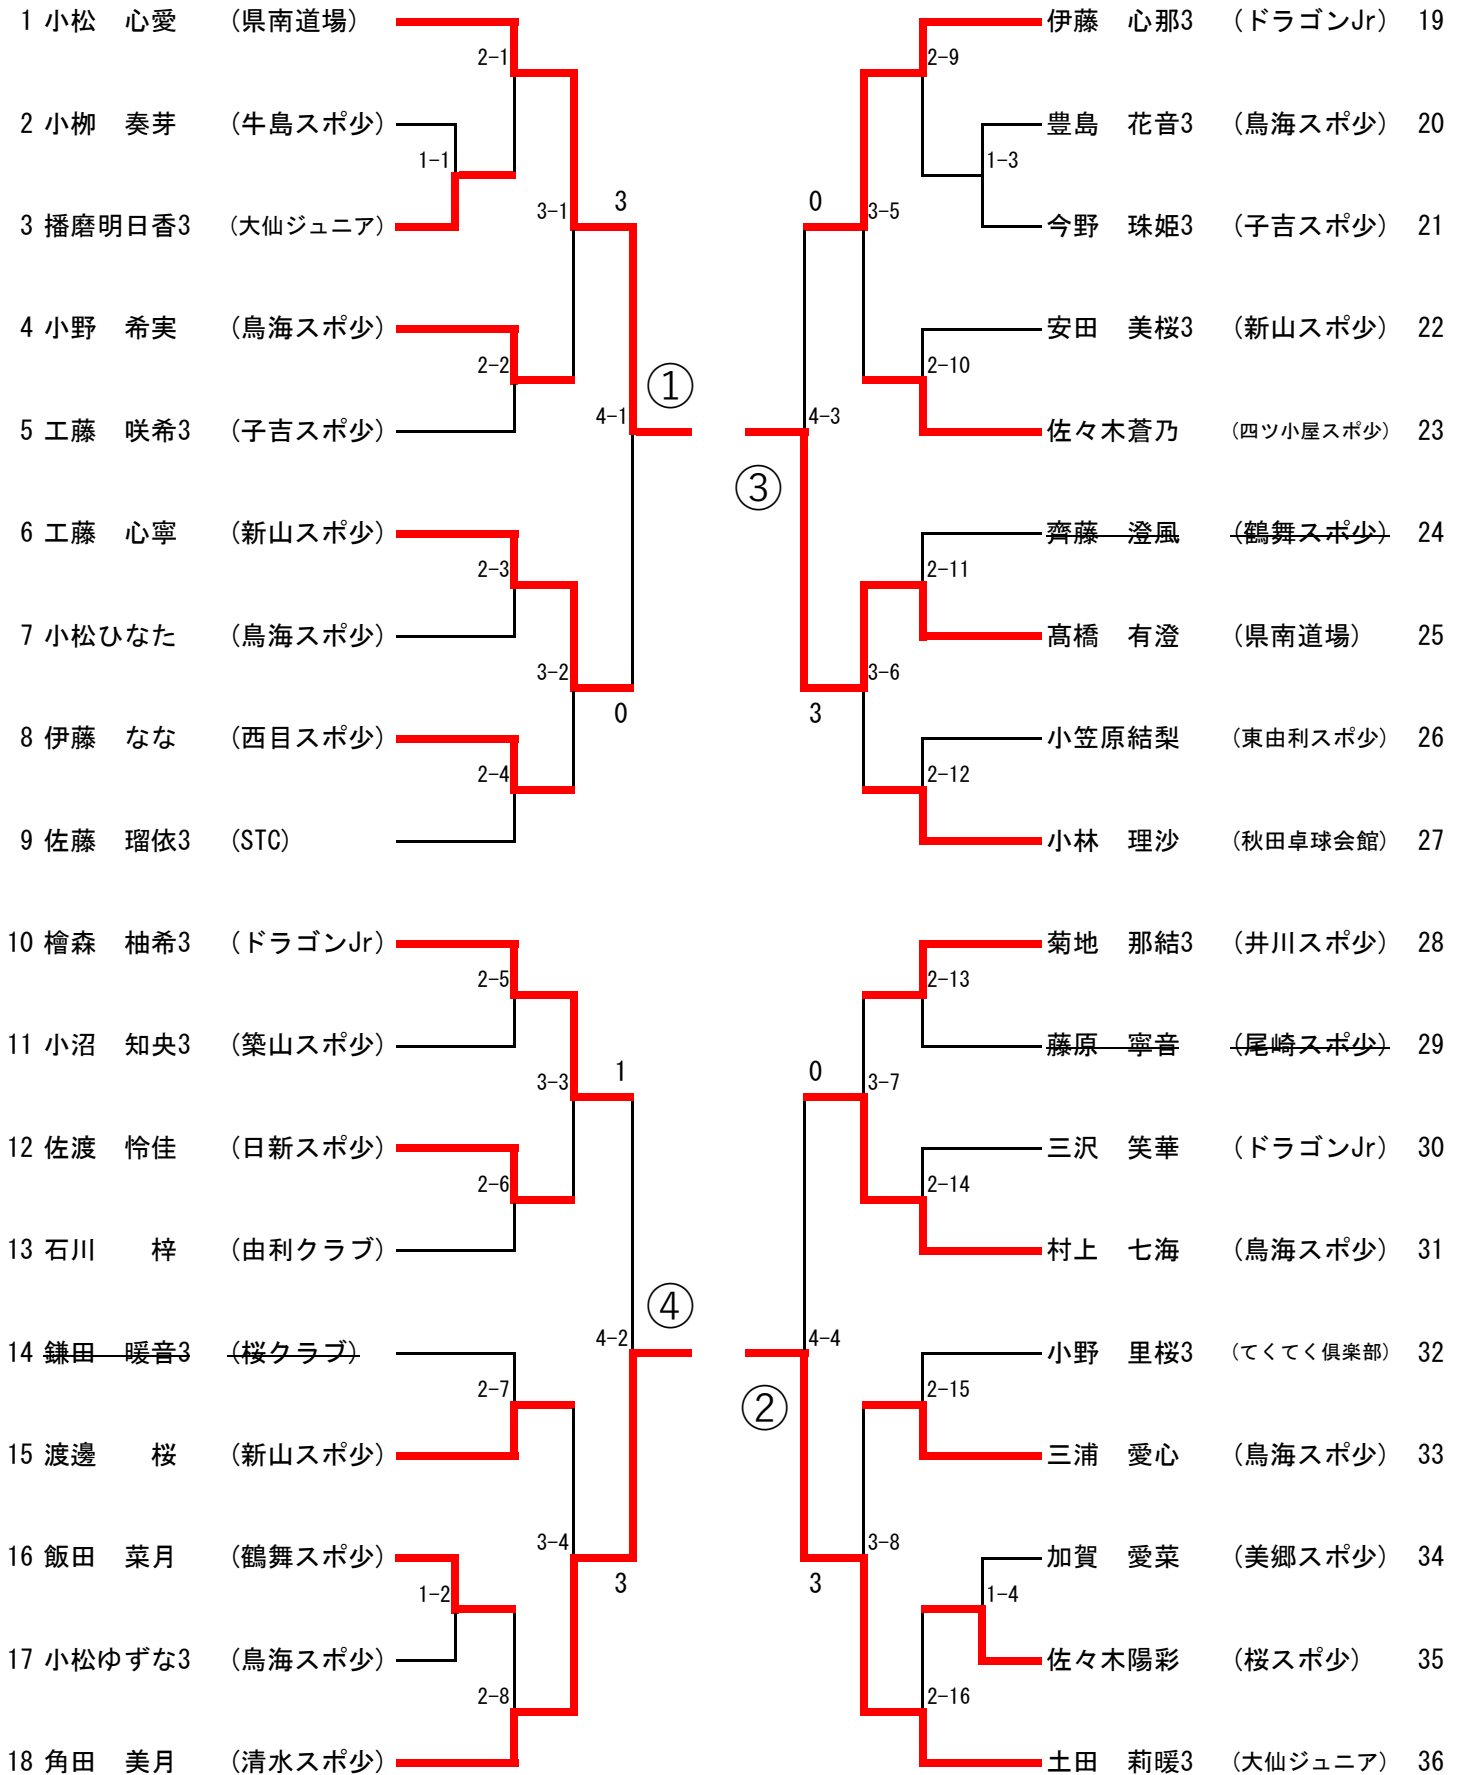 1 小松　心愛 (県南道場)
2-1
2 小栁　奏芽 (牛島スポ少)
1-1
3 播磨明日香3 (大仙ジュニア)
3-1 3
4 小野　希実 (鳥海スポ少)
2-2
4-1 ①
5 工藤　咲希3 (子吉スポ少)
6 工藤　心寧 (新山スポ少)
2-3
7 小松ひなた (鳥海スポ少)
3-2
0
8 伊藤　なな (西目スポ少)
2-4
9 佐藤　瑠依3 (STC)
10 檜森　柚希3 (ドラゴンJr)
2-5
11 小沼　知央3 (築山スポ少)
3-3 1
12 佐渡　怜佳 (日新スポ少)
2-6
13 石川　　梓 (由利クラブ)
④
4-2
14 鎌田　暖音3 (桜クラブ)
2-7
15 渡邊　　桜 (新山スポ少)
3-4
16 飯田　菜月 (鶴舞スポ少)
3
1-2
17 小松ゆずな3 (鳥海スポ少)
2-8
18 角田　美月 (清水スポ少)
伊藤　心那3 (ドラゴンJr) 19
2-9
豊島　花音3 (鳥海スポ少) 20
1-3
0 3-5
今野　珠姫3 (子吉スポ少) 21
安田　美桜3 (新山スポ少) 22
2-10
4-3
佐々木蒼乃 (四ツ小屋スポ少) 23
③
齊藤　澄風 (鶴舞スポ少) 24
2-11
髙橋　有澄 (県南道場) 25
3-6
3
小笠原結梨 (東由利スポ少) 26
2-12
小林　理沙 (秋田卓球会館) 27
菊地　那結3 (井川スポ少) 28
2-13
藤原　寧音 (尾崎スポ少) 29
0 3-7
三沢　笑華 (ドラゴンJr) 30
2-14
村上　七海 (鳥海スポ少) 31
4-4
小野　里桜3 (てくてく倶楽部) 32
2-15
②
三浦　愛心 (鳥海スポ少) 33
3-8
加賀　愛菜 (美郷スポ少) 34
3
1-4
佐々木陽彩 (桜スポ少) 35
2-16
土田　莉暖3 (大仙ジュニア) 36